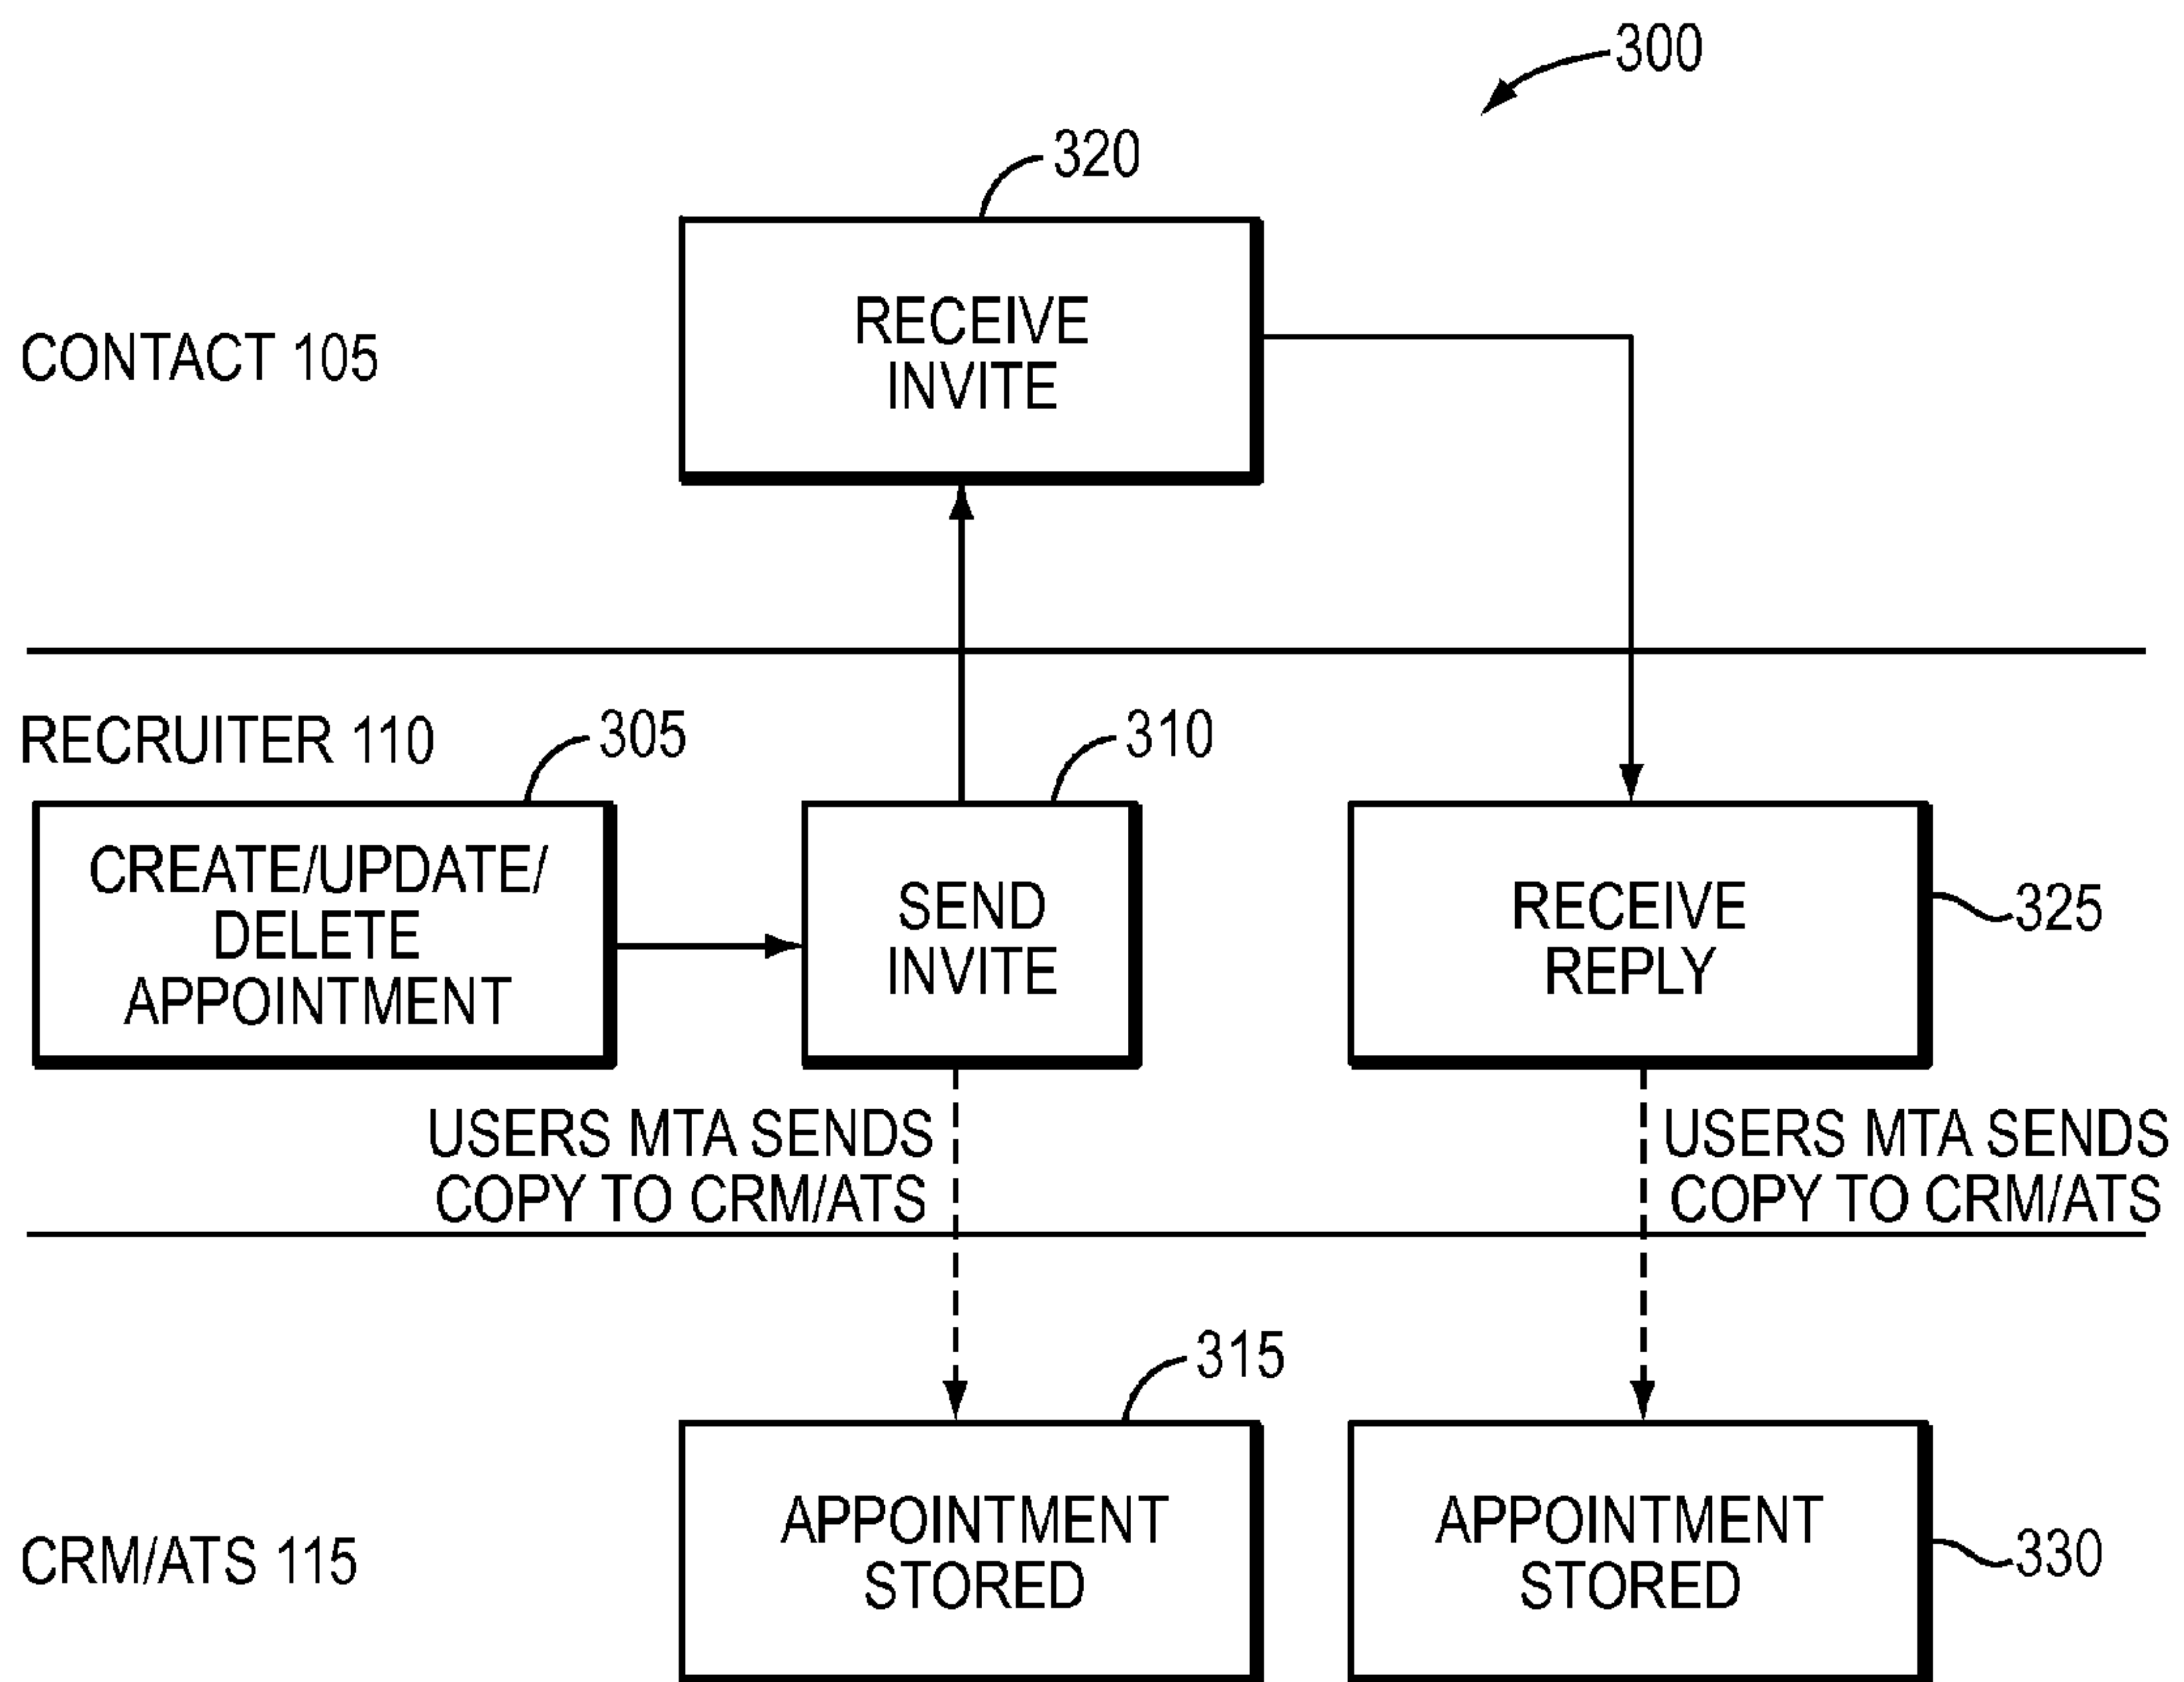 300
320
RECEIVE
INVITE
CONTACT 105
RECRUITER 110
305
310
CREATE/UPDATE/
DELETE
APPOINTMENT
SEND
INVITE
RECEIVE
REPLY
325
USERS MTA SENDS
COPY TO CRM/ATS
USERS MTA SENDS
COPY TO CRM/ATS
315
APPOINTMENT
STORED
APPOINTMENT
STORED
330
CRM/ATS 115